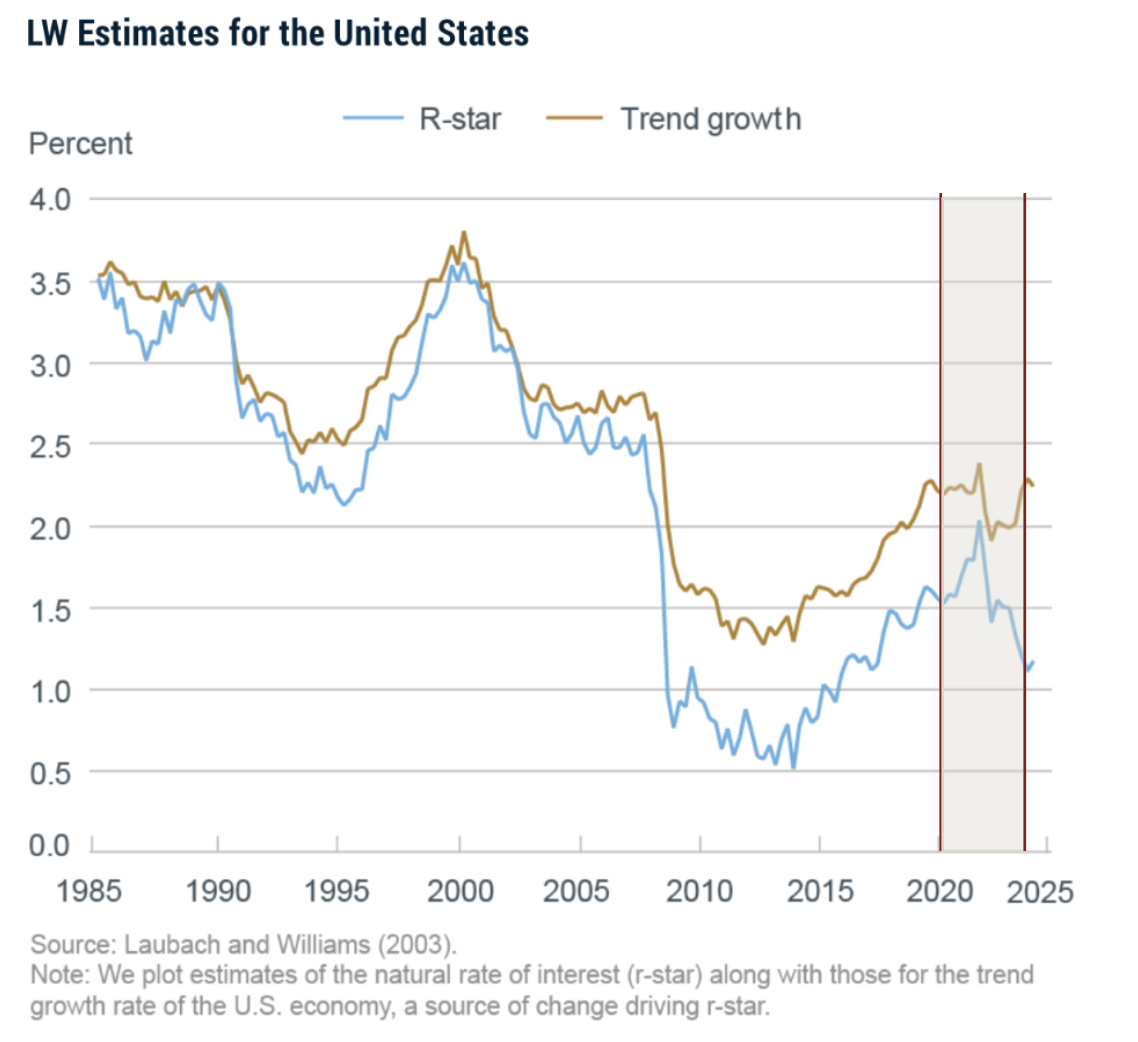 LW Estimates for the United States
R-star Trend growth
Percent
4.0
3.5
3.0
2.5
2.0
1.5
1.0
0.5
0.0
1985 1990 1995 2000 2005 2010 2015 2020 2025
Source: Laubach and Williams (2003).
Note: We plot estimates of the natural rate of interest (r-star) along with those for the trend
growth rate of the U.S. economy, a source of change driving r-star.